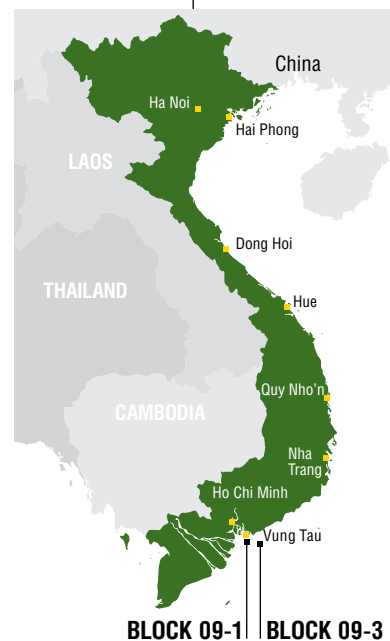 China
Ha Noi
Hai Phong
LAOS
Dong Hoi
THAILAND
Hue
Quy Nho'n
CAMBODIA
Nha
Trang
Ho Chi Minh
Vung Tau
BLOCK 09-1 BLOCK 09-3